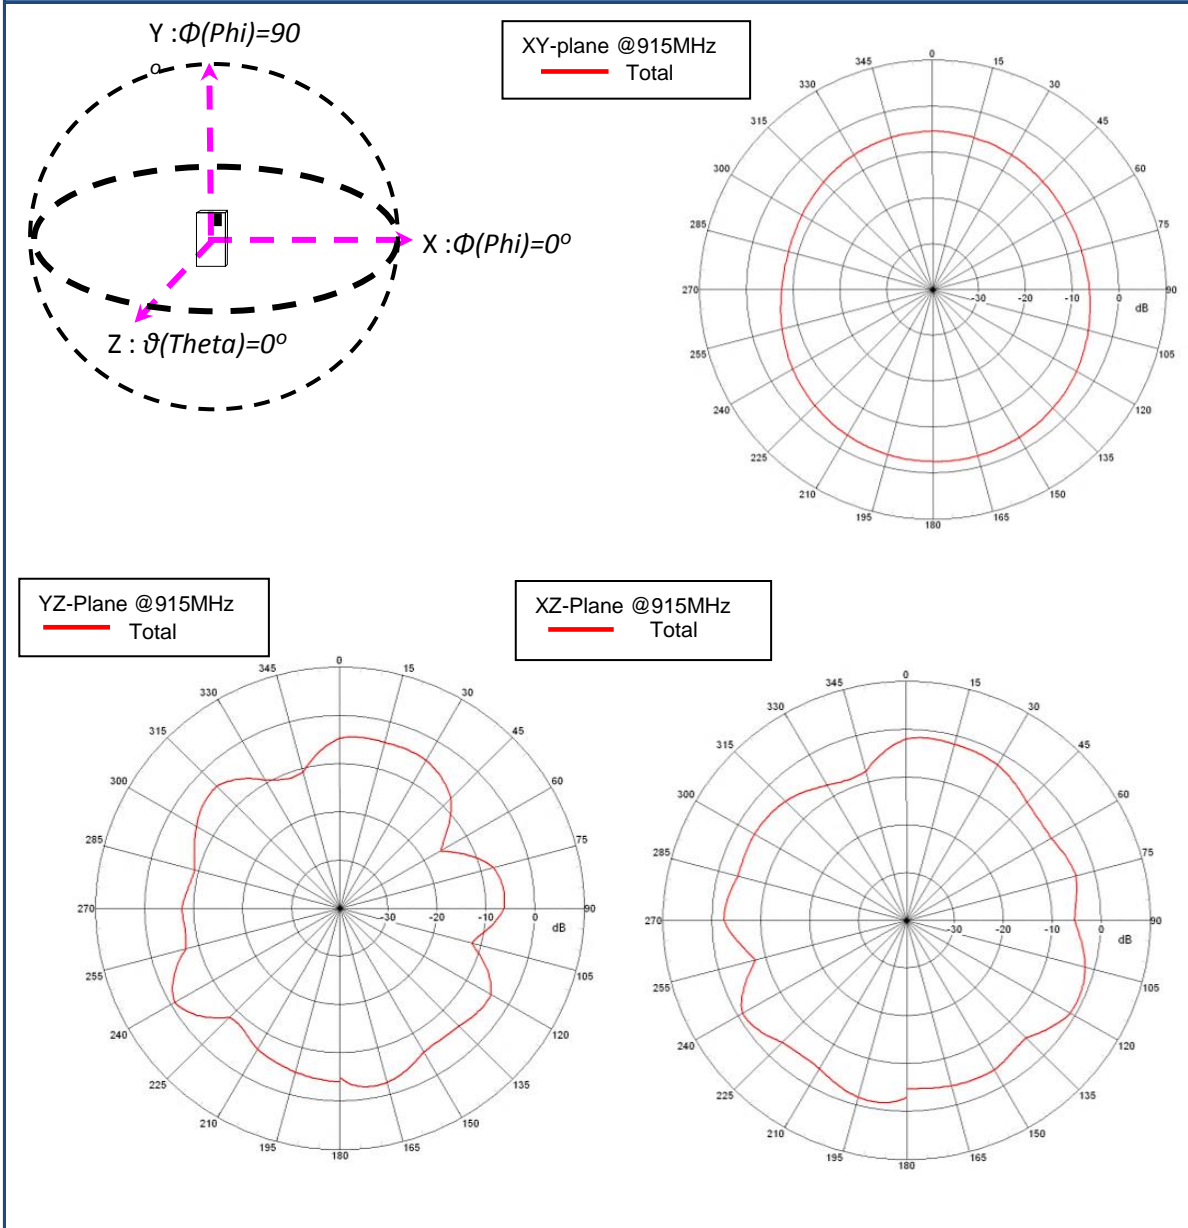 Y :Φ(Phi)=90
o
X :Φ(Phi)=0º
Z : ϑ(Theta)=0º
XY-plane @915MHz
Total
0
345 15
330 30
315 45
300 60
285 75
270 -30 -20 -10 0 90
dB
255 105
240 120
225 135
210 150
195 165
180
YZ-Plane @915MHz
Total
0
345 15
330 30
315 45
300 60
285 75
270 -30 -20 -10 0 90
dB
255 105
240 120
225 135
210 150
195 165
180
XZ-Plane @915MHz
Total
0
345 15
330 30
315 45
300 60
285 75
270 -30 -20 -10 0 90
dB
255 105
240 120
225 135
210 150
195 165
180